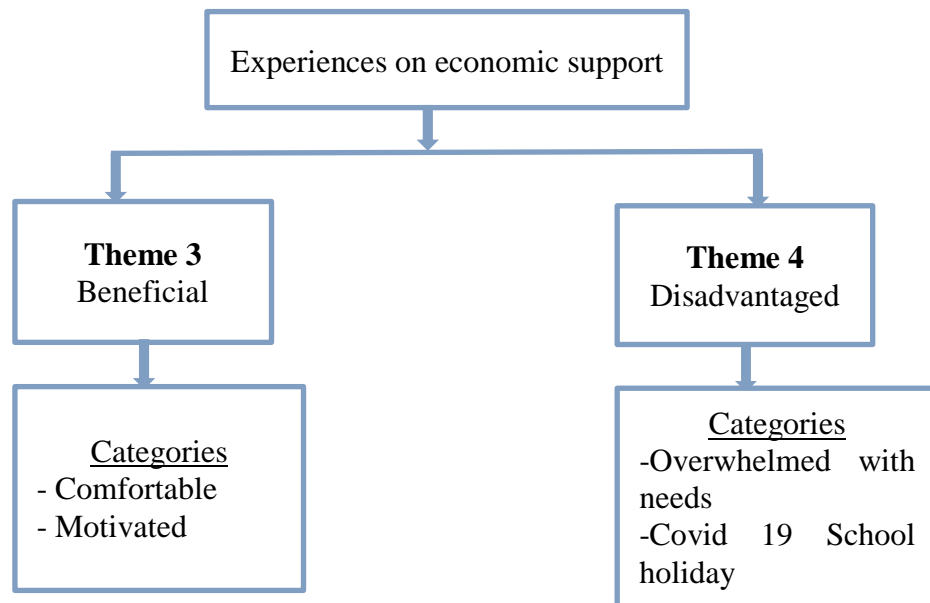 Experiences on economic support
Theme 3
Beneficial
Theme 4
Disadvantaged
Categories
- Comfortable
- Motivated
Categories
-Overwhelmed with
needs
-Covid 19 School
holiday